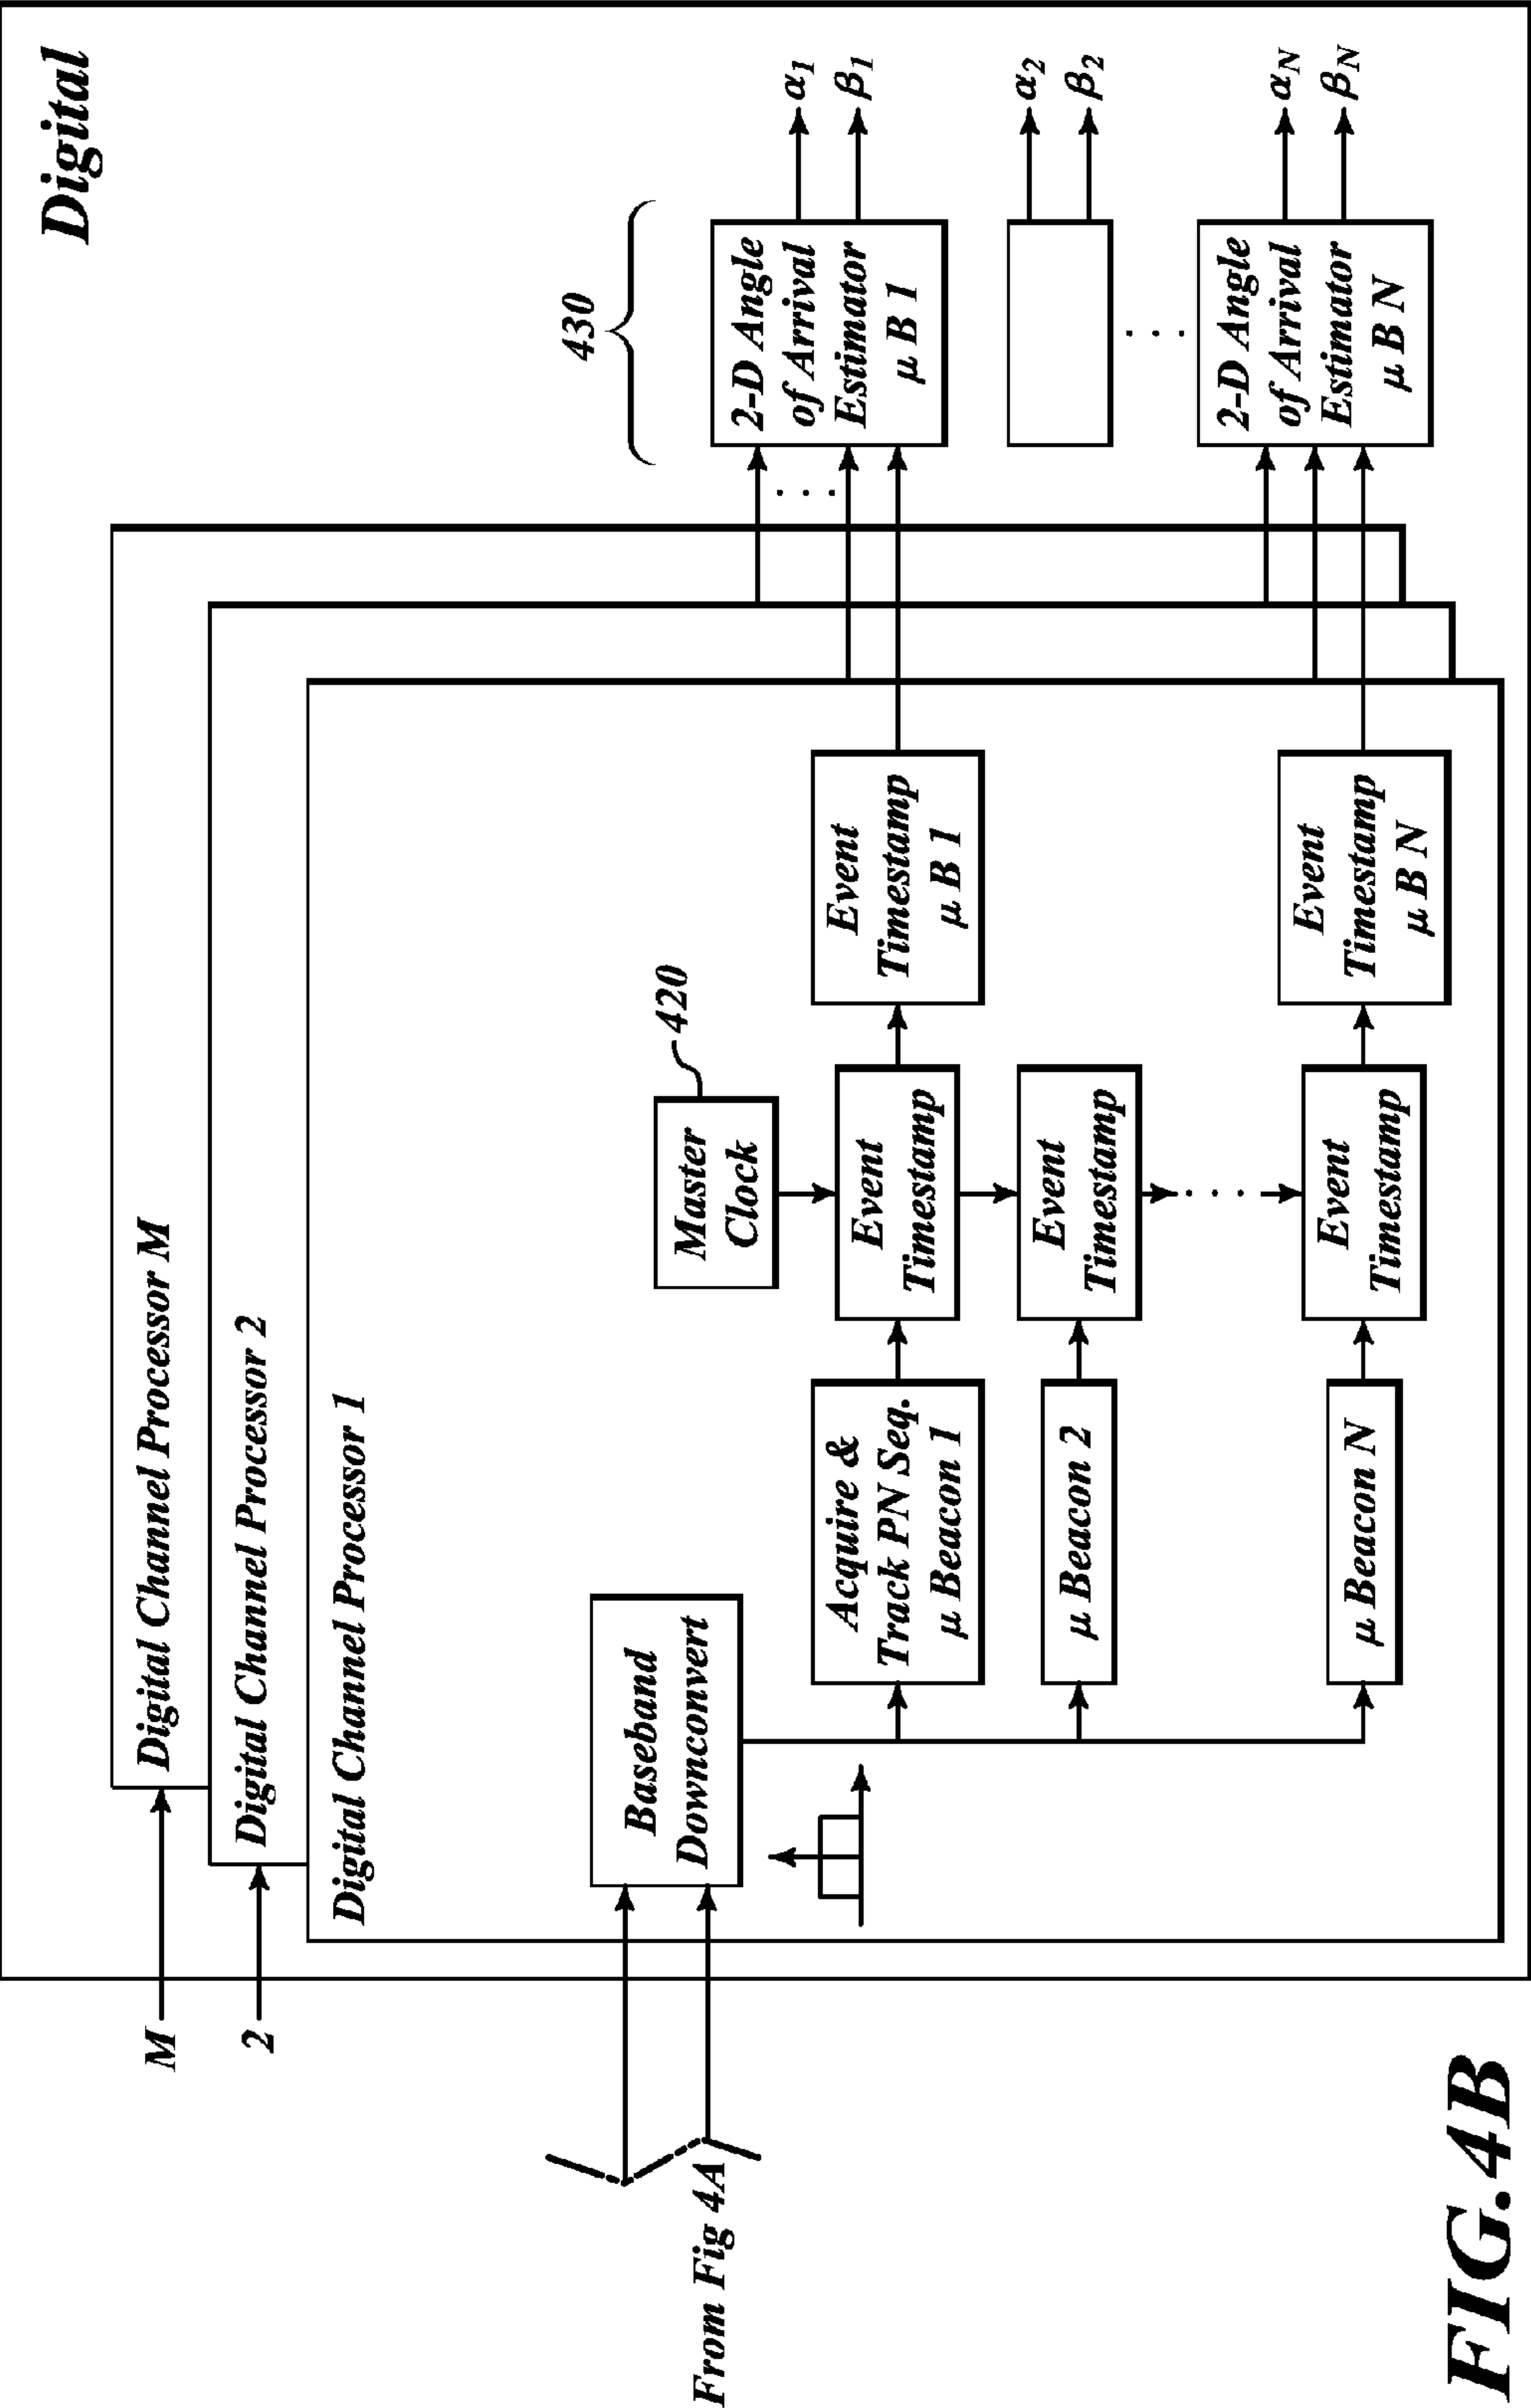 Digital
M
Digital Channel Processor M
2
Digital Channel Processor 2
Digital Channel Processor 1
From Fig 4A
Baseband
Downconvert
Master
Clock
420
430
Acquire &
Track PN Seq.
μ Beacon 1
Event
Timestamp
Event
Timestamp
μ B 1
2-D Angle
of Arrival
Estimator
μ B 1
α1
β1
μ Beacon 2
Event
Timestamp
α2
β2
μ Beacon N
Event
Timestamp
Event
Timestamp
μ B N
2-D Angle
of Arrival
Estimator
μ B N
αN
βN
FIG.4B